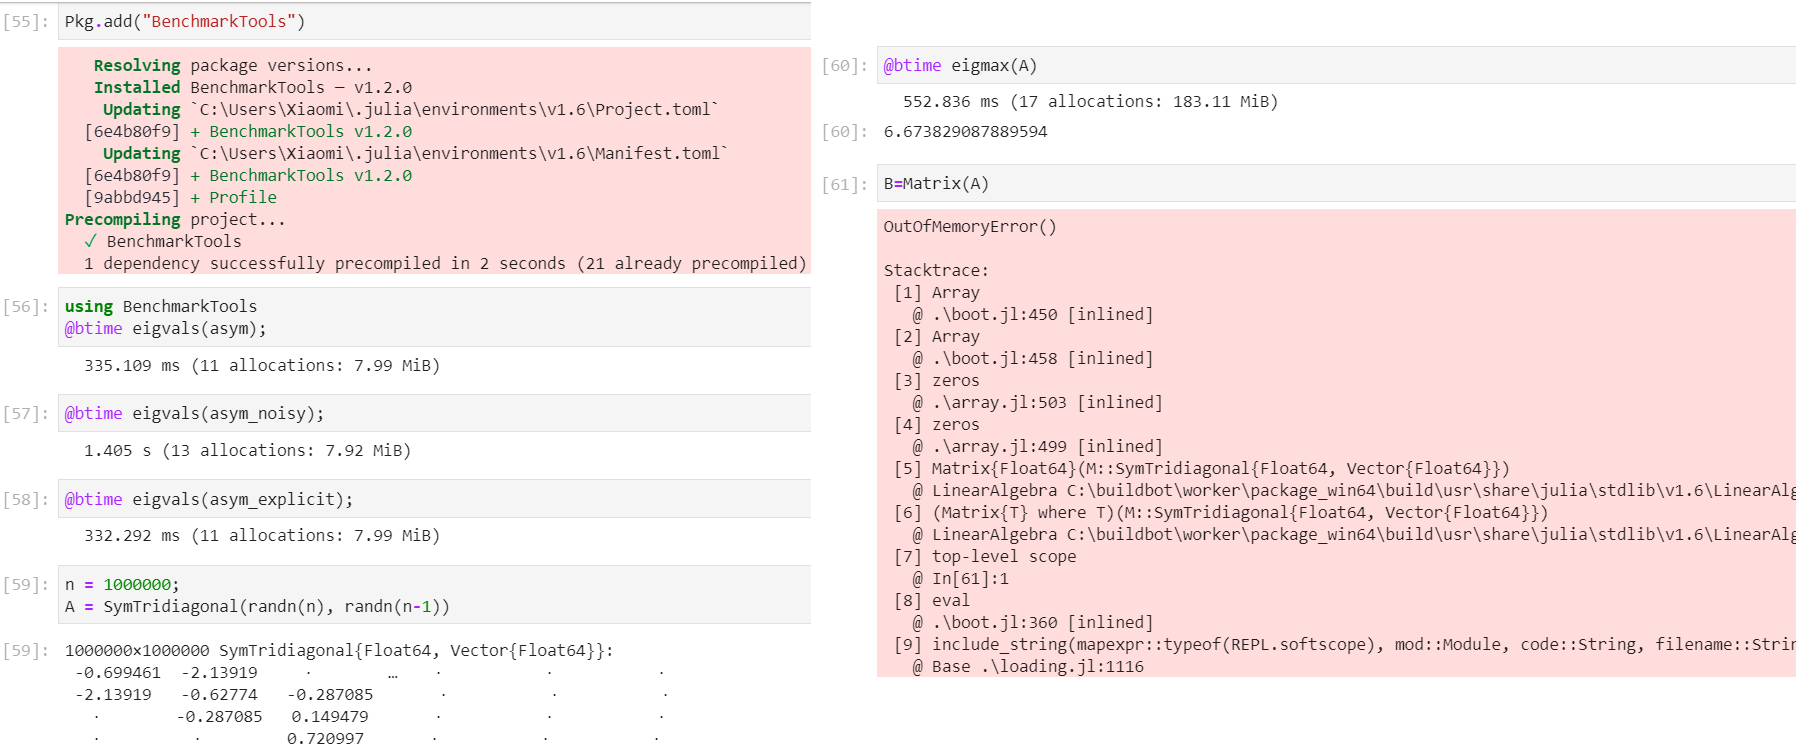 [55]: Pkg.add("BenchmarkTools")
Resolving package versions...
Installed BenchmarkTools — v1.2.0
Updating `C:\Users\Xiaomi\.julia\environments\v1.6\Project.toml`
[6e4b80f9] + BenchmarkTools v1.2.0
Updating `C:\Users\Xiaomi\.julia\environments\v1.6\Manifest.toml`
[6e4b80f9] + BenchmarkTools v1.2.0
[9abbd945] + Profile
Precompiling project...
✓ BenchmarkTools
1 dependency successfully precompiled in 2 seconds (21 already precompiled)
[56]: using BenchmarkTools
@btime eigvals(asym);
335.109 ms (11 allocations: 7.99 MiB)
[57]: @btime eigvals(asym_noisy);
1.405 s (13 allocations: 7.92 MiB)
[58]: @btime eigvals(asym_explicit);
332.292 ms (11 allocations: 7.99 MiB)
[59]: n = 1000000;
A = SymTridiagonal(randn(n), randn(n-1))
[59]: 1000000×1000000 SymTridiagonal{Float64, Vector{Float64}}:
-0.699461 -2.13919 ⋅ … ⋅ ⋅ ⋅
-2.13919 -0.62774 -0.287085 ⋅ ⋅ ⋅
⋅ -0.287085 0.149479 ⋅ ⋅ ⋅
⋅ ⋅ 0.720997 ⋅ ⋅ ⋅
[60]: @btime eigmax(A)
552.836 ms (17 allocations: 183.11 MiB)
[60]: 6.673829087889594
[61]: B=Matrix(A)
OutOfMemoryError()
Stacktrace:
[1] Array
@ .\boot.jl:450 [inlined]
[2] Array
@ .\boot.jl:458 [inlined]
[3] zeros
@ .\array.jl:503 [inlined]
[4] zeros
@ .\array.jl:499 [inlined]
[5] Matrix{Float64}(M::SymTridiagonal{Float64, Vector{Float64}})
@ LinearAlgebra C:\buildbot\worker\package_win64\build\usr\share\julia\stdlib\v1.6\LinearAlg
[6] (Matrix{T} where T)(M::SymTridiagonal{Float64, Vector{Float64}})
@ LinearAlgebra C:\buildbot\worker\package_win64\build\usr\share\julia\stdlib\v1.6\LinearAlg
[7] top-level scope
@ In[61]:1
[8] eval
@ .\boot.jl:360 [inlined]
[9] include_string(mapexpr::typeof(REPL.softscope), mod::Module, code::String, filename::Strin
@ Base .\loading.jl:1116